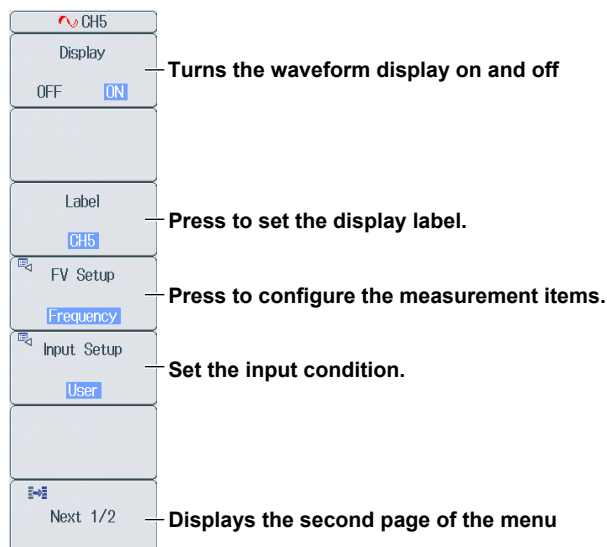 CH5
Display
Turns the waveform display on and off
OFF ON
Label
Press to set the display label.
CH5
FV Setup
Press to configure the measurement items.
Frequency
Input Setup
Set the input condition.
User
Next 1/2
Displays the second page of the menu